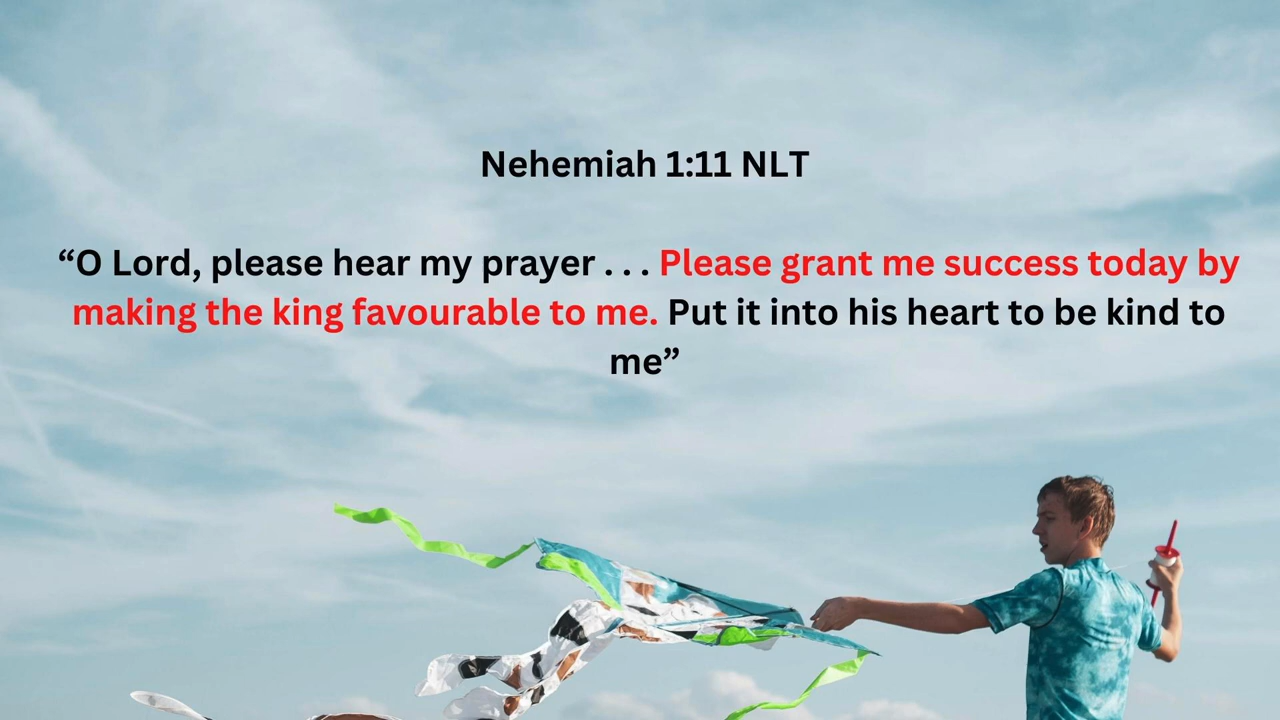 Nehemiah 1:11 NLT
“O Lord, please hear my prayer . . . Please grant me success today by
making the king favourable to me. Put it into his heart to be kind to
me”